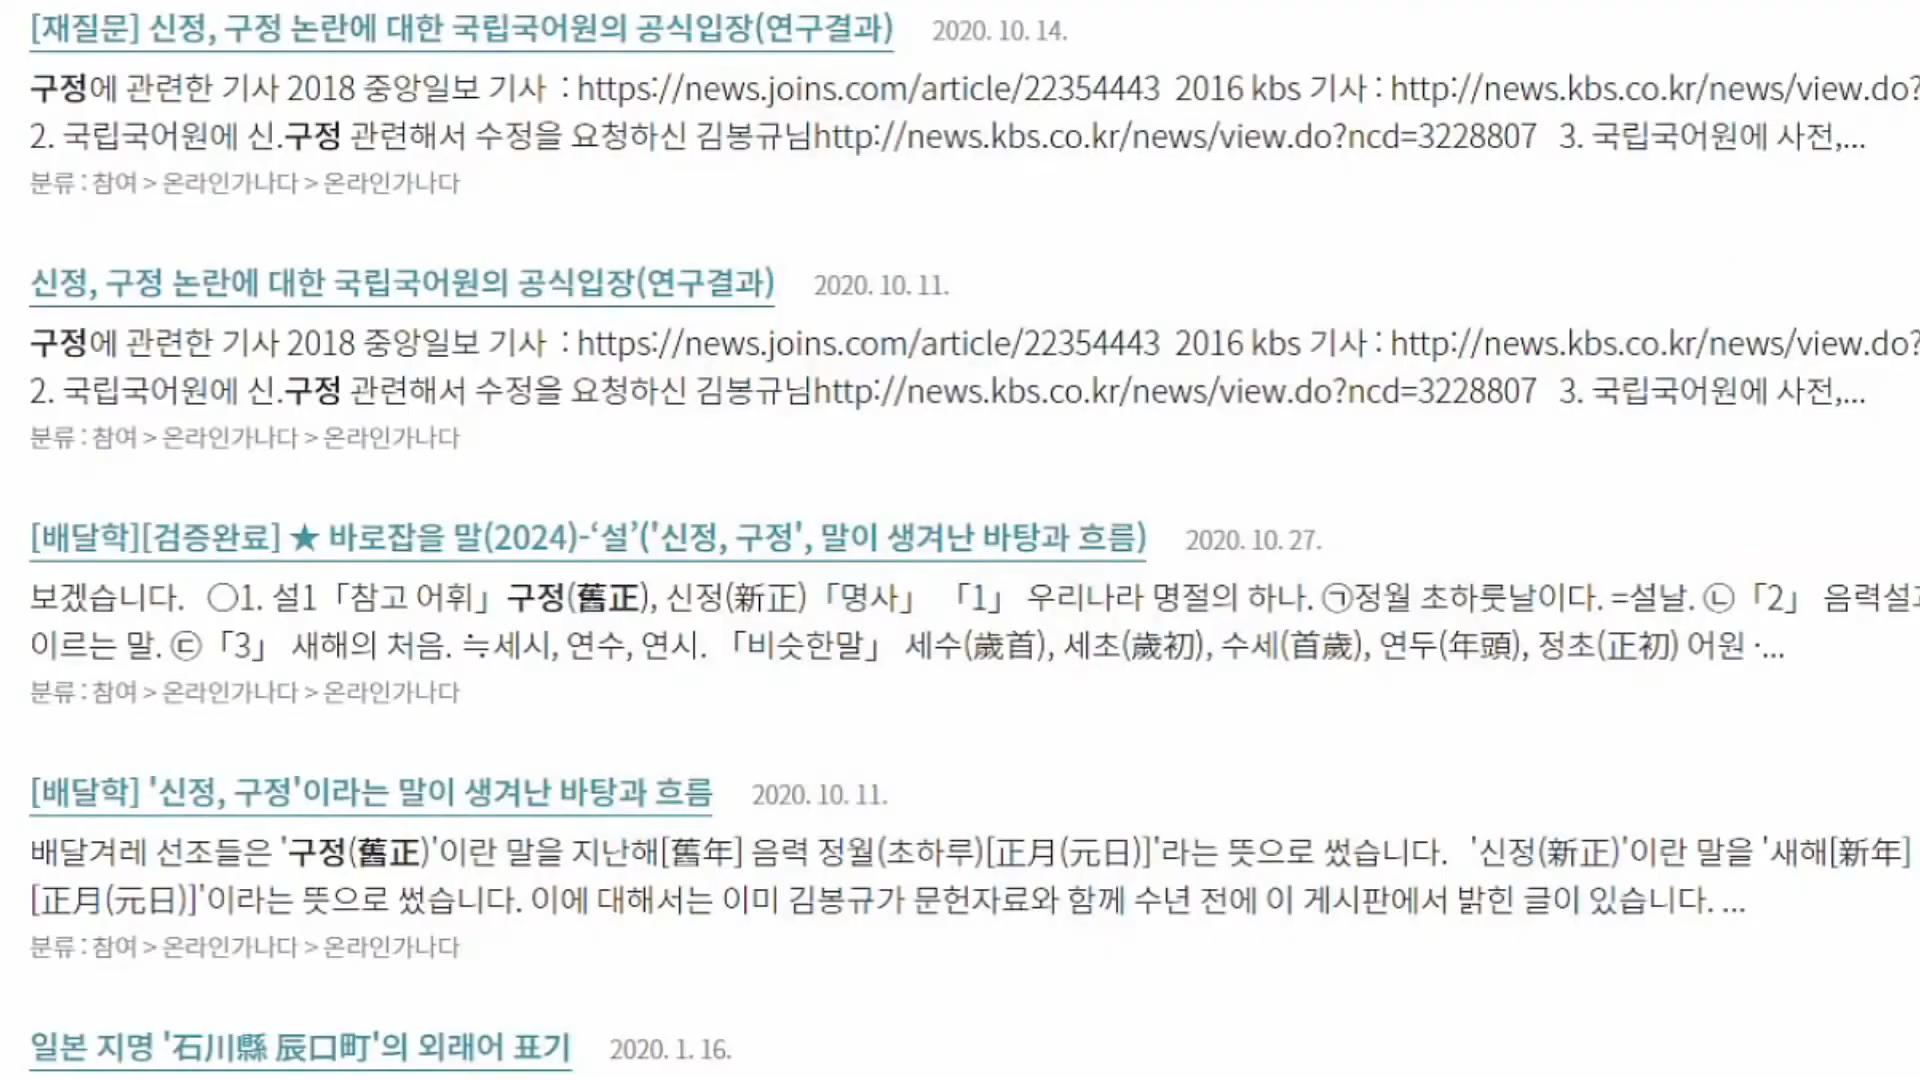 [재질문] 신정, 구정 논란에 대한 국립국어원의 공식입장(연구결과) 2020. 10. 14.
구정에 관련한 기사 2018 중앙일보 기사 : https://news.joins.com/article/22354443 2016 kbs 기사 : http://news.kbs.co.kr/news/view.do?
2. 국립국어원에 신.구정 관련해서 수정을 요청하신 김봉규님http://news.kbs.co.kr/news/view.do?ncd=3228807 3. 국립국어원에 사전,...
분류 : 참여 > 온라인가나다 > 온라인가나다
신정, 구정 논란에 대한 국립국어원의 공식입장(연구결과) 2020. 10. 11.
구정에 관련한 기사 2018 중앙일보 기사 : https://news.joins.com/article/22354443 2016 kbs 기사 : http://news.kbs.co.kr/news/view.do?
2. 국립국어원에 신.구정 관련해서 수정을 요청하신 김봉규님http://news.kbs.co.kr/news/view.do?ncd=3228807 3. 국립국어원에 사전,...
분류 : 참여 > 온라인가나다 > 온라인가나다
[배달학][검증완료] ★ 바로잡을 말(2024)-‘설’('신정, 구정', 말이 생겨난 바탕과 흐름) 2020. 10. 27.
보겠습니다. ○1. 설1「참고 어휘」구정(舊正), 신정(新正)「명사」 「1」 우리나라 명절의 하나. ㉠정월 초하룻날이다. =설날. ㉡「2」 음력설과
이르는 말. ㉢「3」 새해의 처음. ≒세시, 연수, 연시. 「비슷한말」 세수(歲首), 세초(歲初), 수세(首歲), 연두(年頭), 정초(正初) 어원 ·...
분류 : 참여 > 온라인가나다 > 온라인가나다
[배달학] '신정, 구정'이라는 말이 생겨난 바탕과 흐름 2020. 10. 11.
배달겨레 선조들은 '구정(舊正)'이란 말을 지난해[舊年] 음력 정월(초하루)[正月(元日)]'라는 뜻으로 썼습니다. '신정(新正)'이란 말을 '새해[新年]
[正月(元日)]'이라는 뜻으로 썼습니다. 이에 대해서는 이미 김봉규가 문헌자료와 함께 수년 전에 이 게시판에서 밝힌 글이 있습니다. ...
분류 : 참여 > 온라인가나다 > 온라인가나다
일본 지명 '石川縣 辰口町'의 외래어 표기 2020. 1. 16.